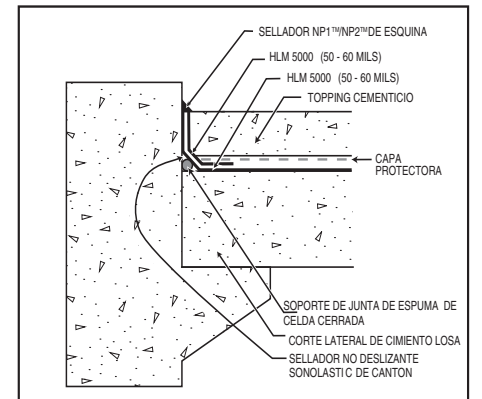 SELLADOR NP1™/NP2™DE ESQUINA
HLM 5000 (50 - 60 MILS)
HLM 5000 (50 - 60 MILS)
TOPPING CEMENTICIO
CAPA
PROTECTORA
SOPORTE DE JUNTA DE ESPUMA DE
CELDA CERRADA
CORTE LATERAL DE CIMIENTO LOSA
SELLADOR NO DESLIZANTE
SONOLASTIC DE CANTON